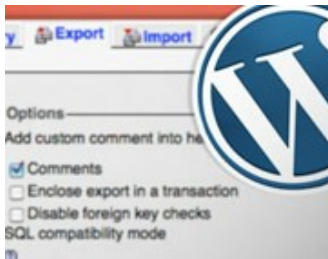 Export Import
Options
Add custom comment into
Comments
Enclose export in a transaction
Disable foreign key checks
SQL compatibility mode